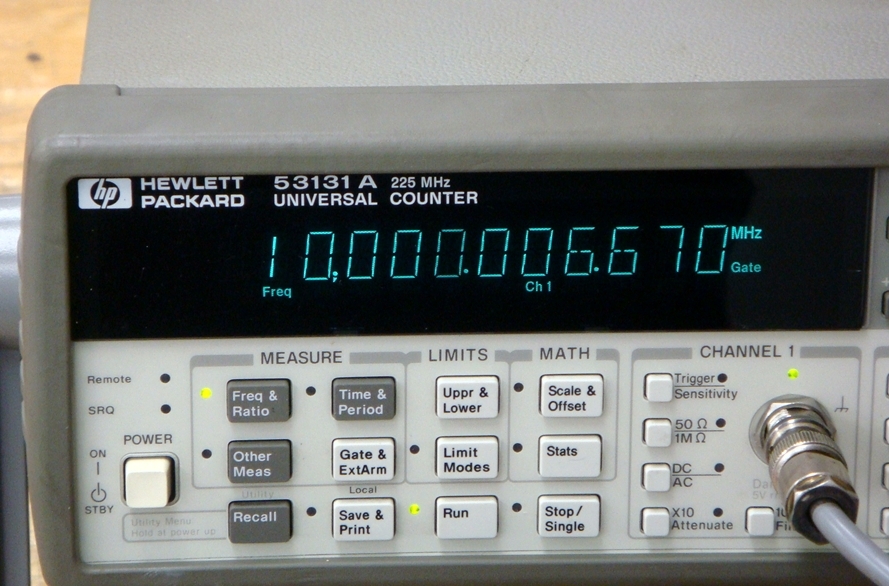 hp HEWLETT PACKARD
53131A 225 MHz
UNIVERSAL COUNTER
10,000.006.670 MHz
Freq Ch 1 Gate
MEASURE LIMITS MATH CHANNEL 1
Remote
SRQ
POWER
ON
STBY
Utility Menu
Hold at power up
Freq & Ratio
Time & Period
Uppr & Lower
Scale & Offset
Trigger
Sensitivity
Other Meas
Gate & ExtArm
Limit Modes
Stats
50 Ω
1M Ω
DC
AC
Utility
Local
Recall
Save & Print
Run
Stop/ Single
X10
Attenuate